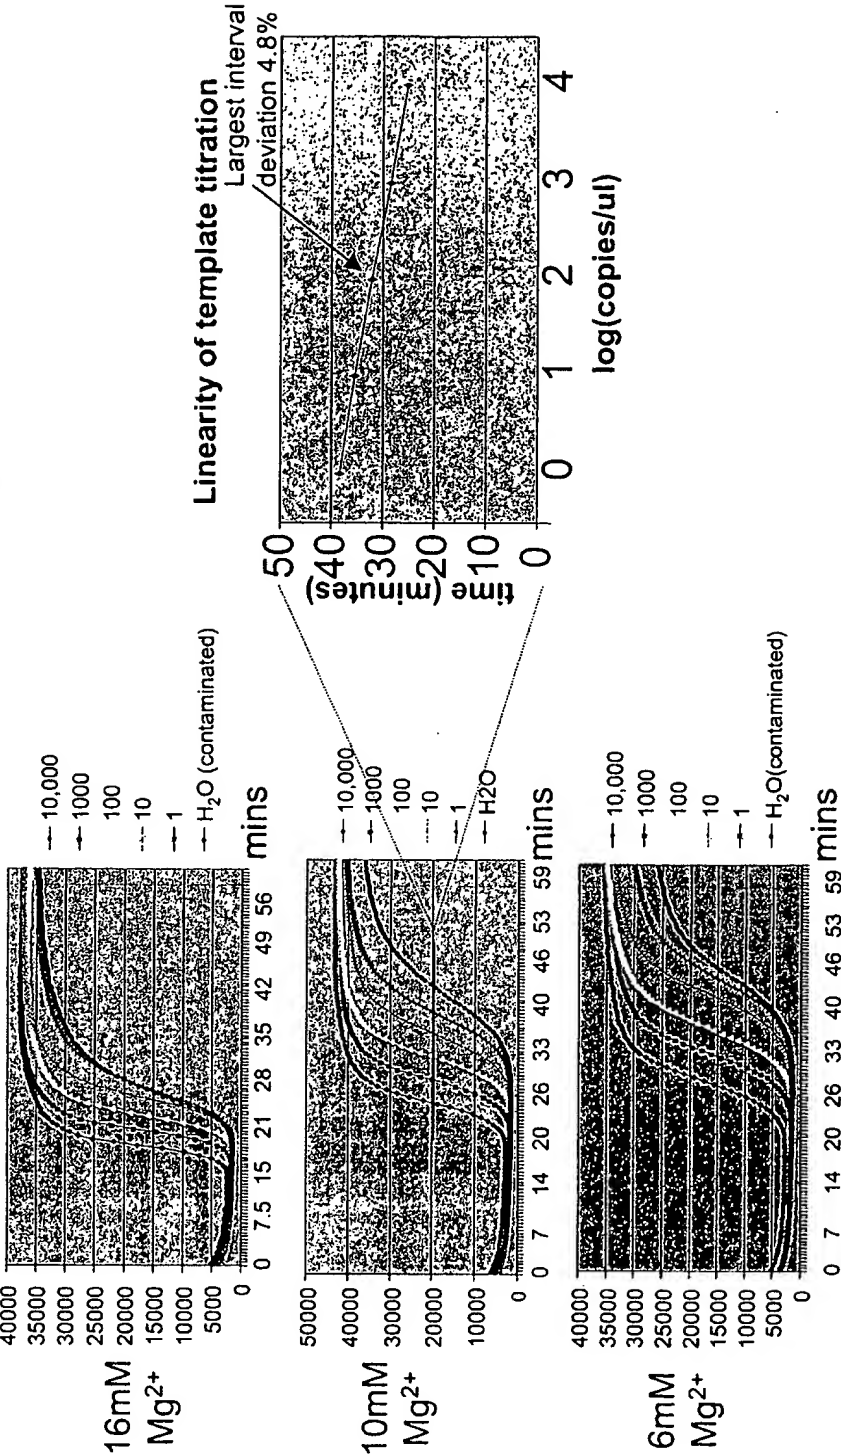 16mM
Mg2+
40000
35000
30000
25000
20000
15000
10000
5000
0
0 7.5 15 21 28 35 42 49 56 mins
10,000
1000
100
10
1
H2O (contaminated)
10mM
Mg2+
50000
40000
30000
20000
10000
0
0 7 14 20 26 33 40 46 53 59 mins
10,000
1000
100
10
1
H2O
6mM
Mg2+
40000
35000
30000
25000
20000
15000
10000
5000
0
0 7 14 20 26 33 40 46 53 59 mins
10,000
1000
100
10
1
H2O(contaminated)
Linearity of template titration
Largest interval
deviation 4.8%
time (minutes)
50
40
30
20
10
0
0 1 2 3 4
log(copies/ul)